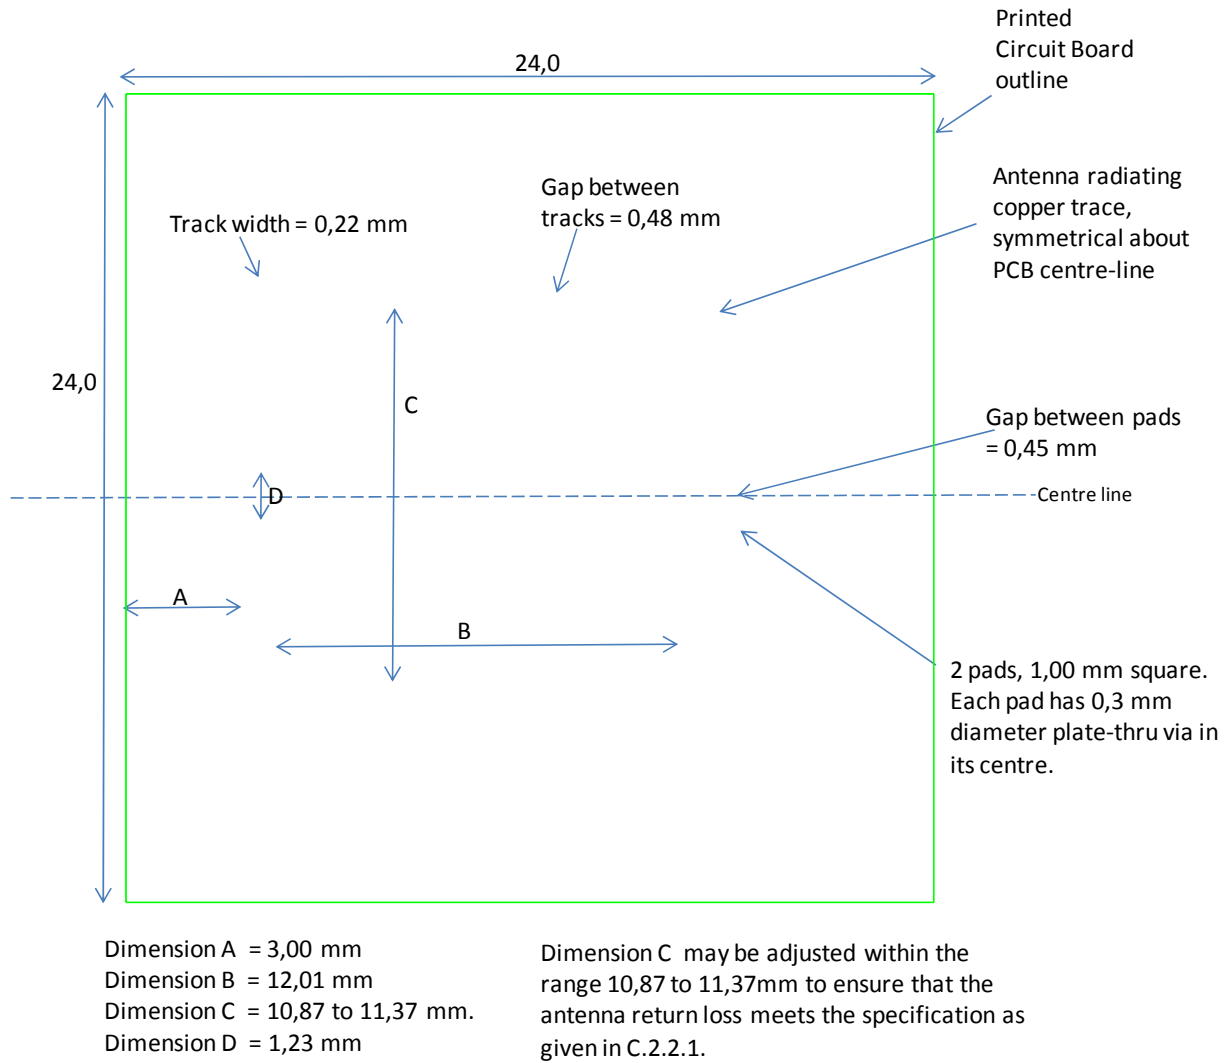 Printed
Circuit Board
outline
24,0
Antenna radiating
copper trace,
symmetrical about
PCB centre-line
Gap between
tracks = 0,48 mm
Track width = 0,22 mm
24,0
C
Gap between pads
= 0,45 mm
D
Centre line
A
B
2 pads, 1,00 mm square.
Each pad has 0,3 mm
diameter plate-thru via in
its centre.
Dimension A = 3,00 mm
Dimension B = 12,01 mm
Dimension C = 10,87 to 11,37 mm.
Dimension D = 1,23 mm
Dimension C may be adjusted within the
range 10,87 to 11,37mm to ensure that the
antenna return loss meets the specification as
given in C.2.2.1.